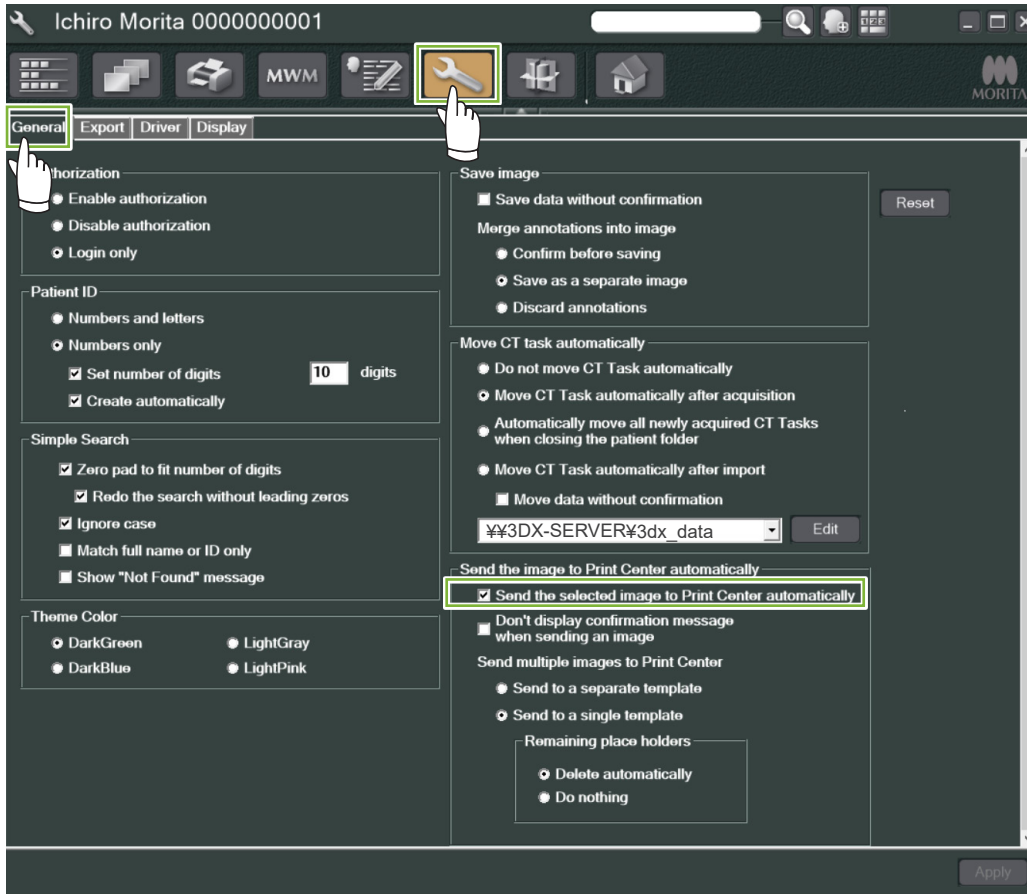 Ichiro Morita 0000000001
1 2 3
MWM
MORITA
General Export Driver Display
thorization
Enable authorization
Disable authorization
Login only
Patient ID
Numbers and letters
Numbers only
Set number of digits 10 digits
Create automatically
Simple Search
Zero pad to fit number of digits
Redo the search without leading zeros
Ignore case
Match full name or ID only
Show "Not Found" message
Theme Color
DarkGreen LightGray
DarkBlue LightPink
Save image
Save data without confirmation
Merge annotations into image
Confirm before saving
Save as a separate image
Discard annotations
Reset
Move CT task automatically
Do not move CT Task automatically
Move CT Task automatically after acquisition
Automatically move all newly acquired CT Tasks
when closing the patient folder
Move CT Task automatically after import
Move data without confirmation
¥¥3DX-SERVER¥3dx_data Edit
Send the image to Print Center automatically
Send the selected image to Print Center automatically
Don't display confirmation message
when sending an image
Send multiple images to Print Center
Send to a separate template
Send to a single template
Remaining place holders
Delete automatically
Do nothing
Apply